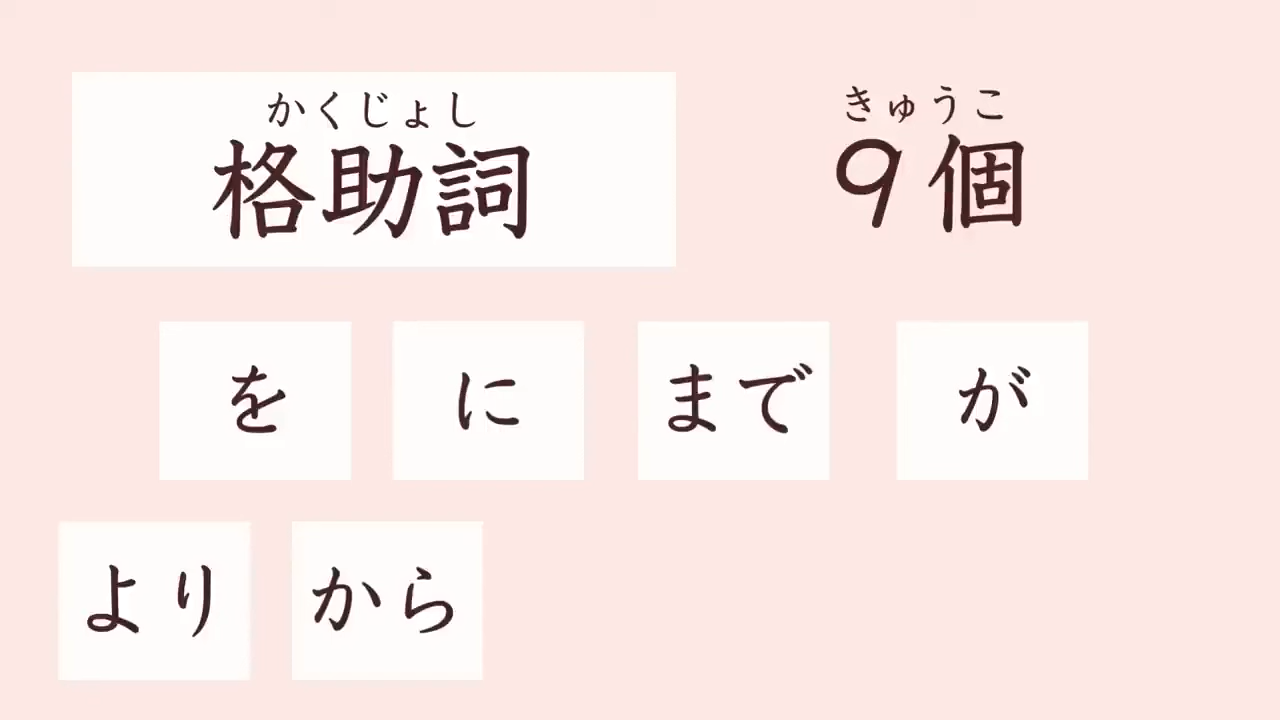 かくじょし
格助詞
きゅうこ
9個
を に まで が
より から